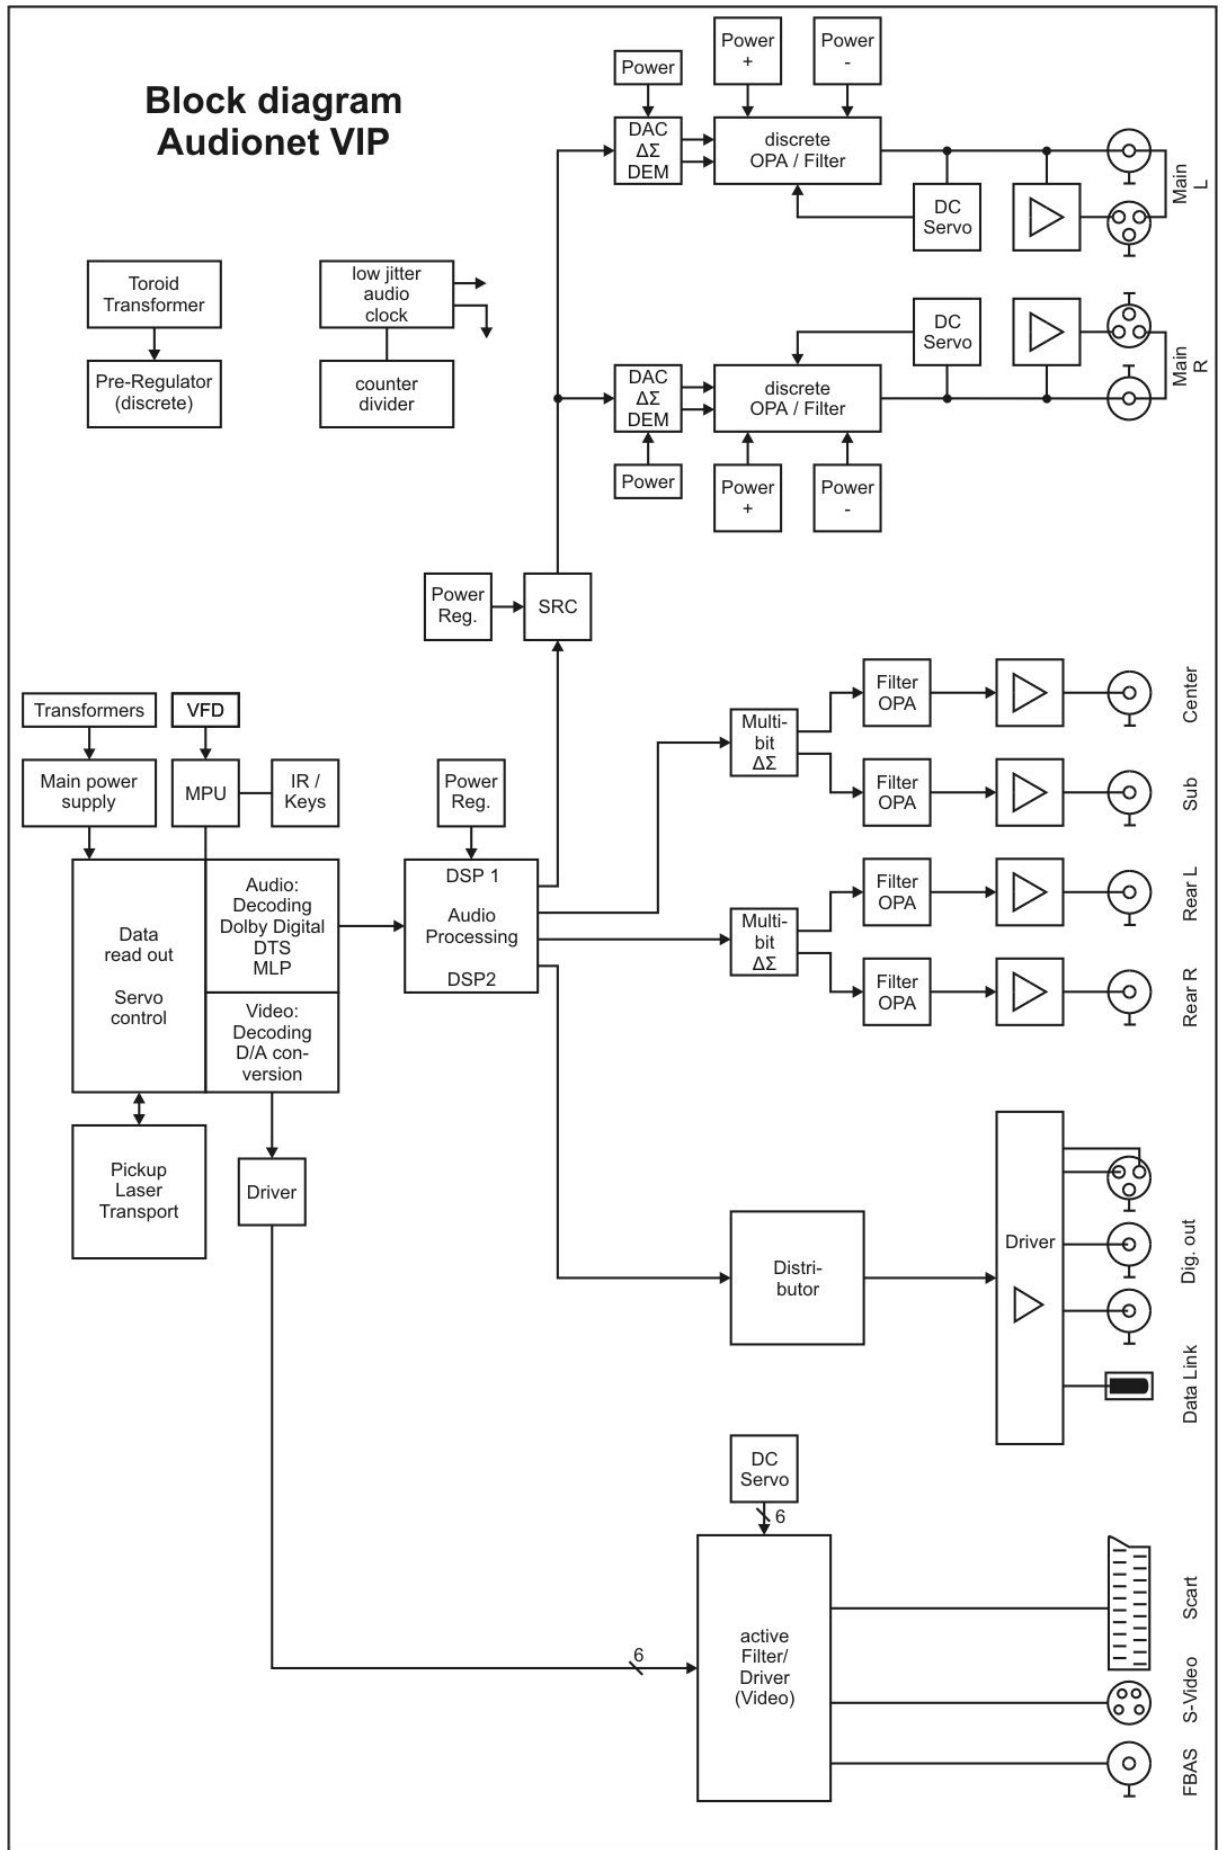 Block diagram
Audionet VIP
Power
Power
+
Power
-
DAC
ΔΣ
DEM
discrete
OPA / Filter
DC
Servo
Main
L
Toroid
Transformer
low jitter
audio
clock
Pre-Regulator
(discrete)
counter
divider
DC
Servo
DAC
ΔΣ
DEM
discrete
OPA / Filter
Main
R
Power
Power
+
Power
-
Power
Reg.
SRC
Transformers
VFD
Main power
supply
MPU
IR /
Keys
Power
Reg.
Multi-
bit
ΔΣ
Filter
OPA
Center
Filter
OPA
Sub
Data
read out
Servo
control
Audio:
Decoding
Dolby Digital
DTS
MLP
Video:
Decoding
D/A con-
version
DSP 1
Audio
Processing
DSP2
Multi-
bit
ΔΣ
Filter
OPA
Rear L
Filter
OPA
Rear R
Pickup
Laser
Transport
Driver
Distri-
butor
Driver
Dig. out
Data Link
DC
Servo
6
6
active
Filter/
Driver
(Video)
Scart
S-Video
FBAS